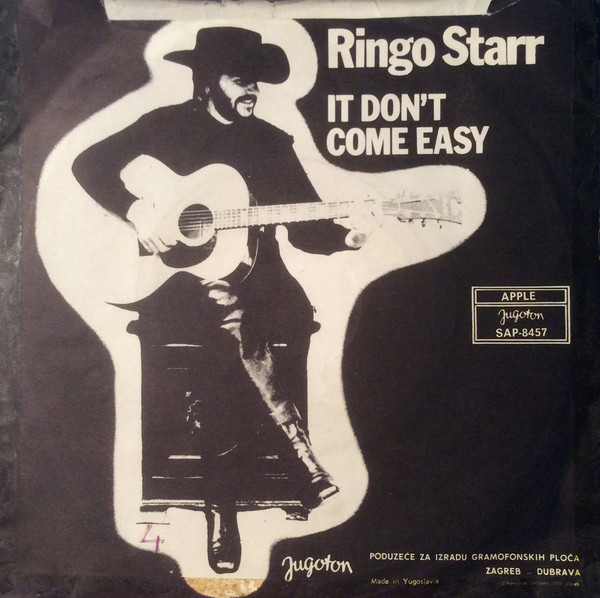 Ringo Starr
IT DON'T
COME EASY
APPLE
Jugoton
SAP-8457
4
Jugoton
PODUZEĆE ZA IZRADU GRAMOFONSKIH PLOČA
ZAGREB - DUBRAVA
Made in Yugoslavia